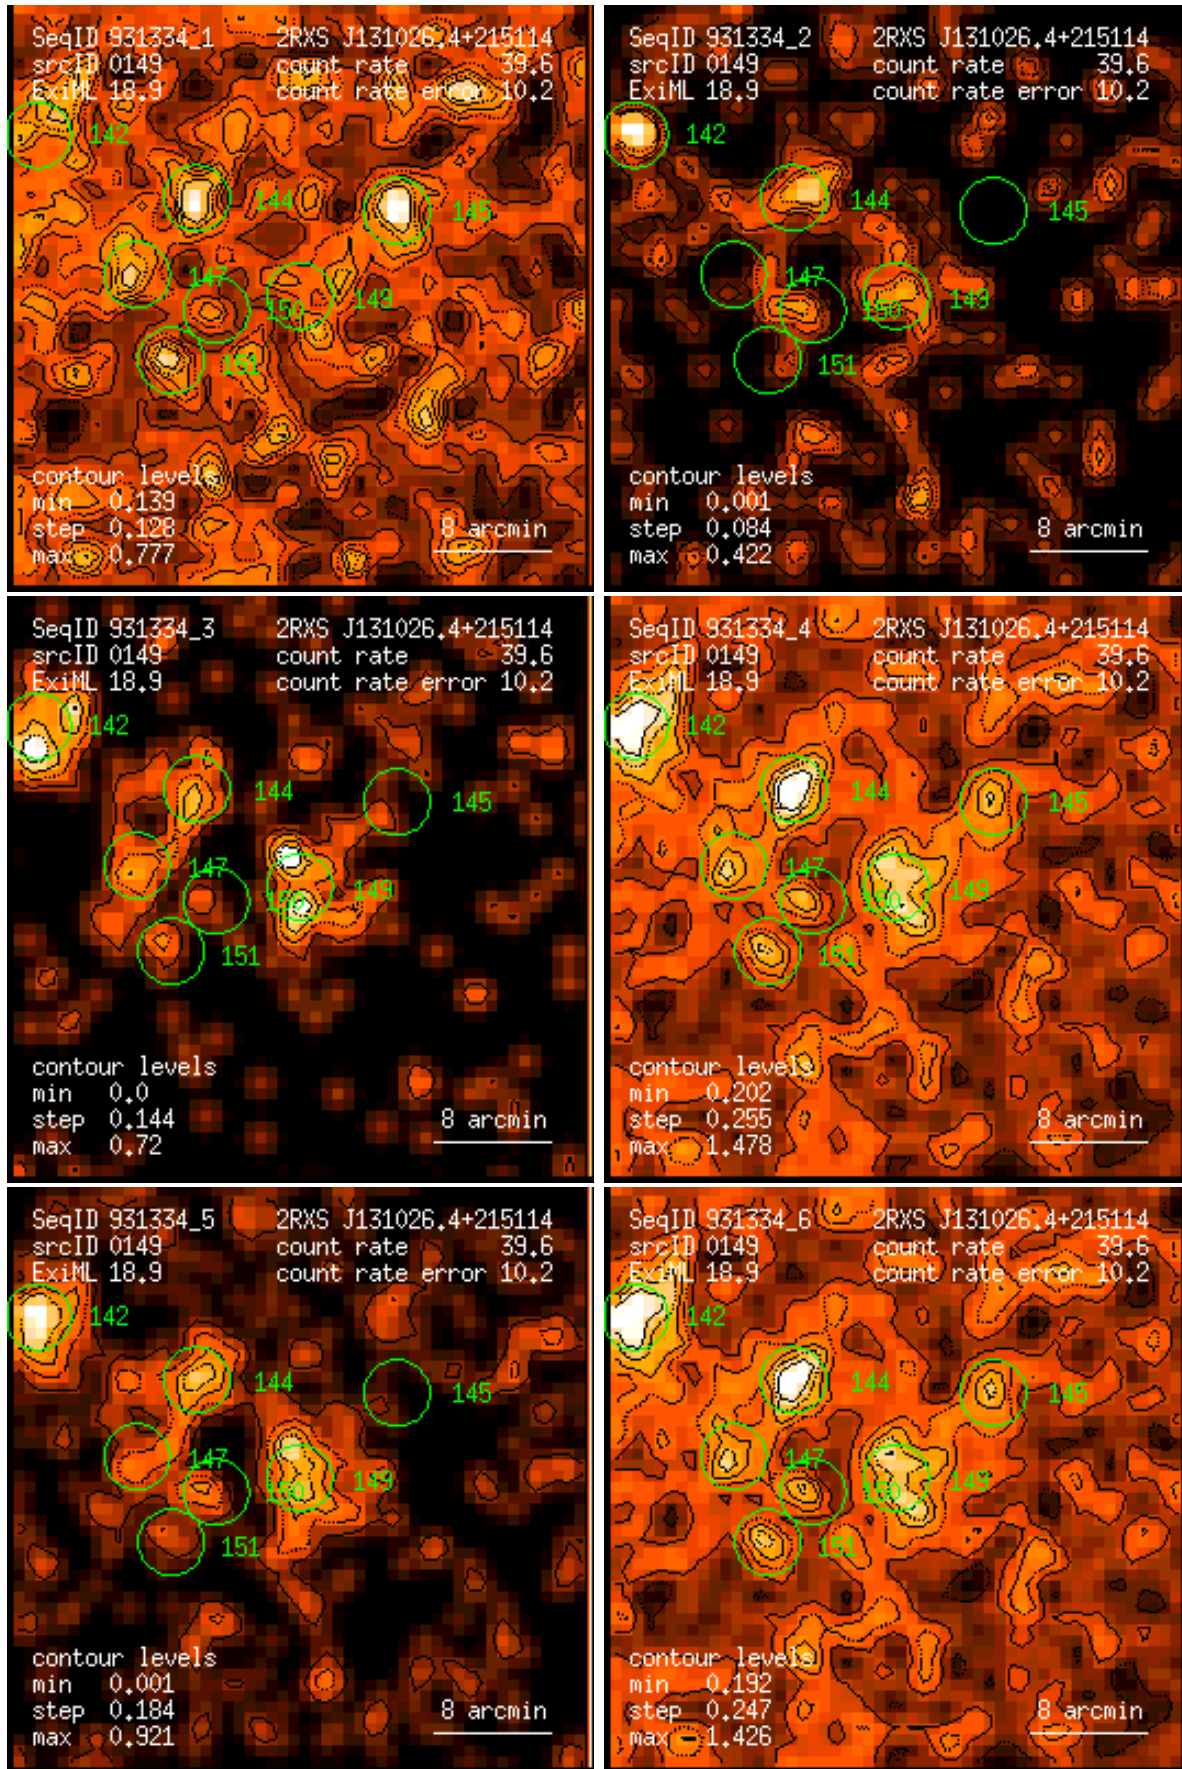 SeqID 931334_1 2RXS J131026.4+215114
srcID 0149 count rate 39.6
ExiML 18.9 count rate error 10.2
142
144
145
147
149
150
151
contour levels
min 0.139
step 0.128 8 arcmin
max 0.777
SeqID 931334_2 2RXS J131026.4+215114
srcID 0149 count rate 39.6
ExiML 18.9 count rate error 10.2
142
144
145
147
149
150
151
contour levels
min 0.001
step 0.084 8 arcmin
max 0.422
SeqID 931334_3 2RXS J131026.4+215114
srcID 0149 count rate 39.6
ExiML 18.9 count rate error 10.2
142
144
145
147
149
150
151
contour levels
min 0.0
step 0.144 8 arcmin
max 0.72
SeqID 931334_4 2RXS J131026.4+215114
srcID 0149 count rate 39.6
ExiML 18.9 count rate error 10.2
142
144
145
147
149
150
151
contour levels
min 0.202
step 0.255 8 arcmin
max 1.478
SeqID 931334_5 2RXS J131026.4+215114
srcID 0149 count rate 39.6
ExiML 18.9 count rate error 10.2
142
144
145
147
149
150
151
contour levels
min 0.001
step 0.184 8 arcmin
max 0.921
SeqID 931334_6 2RXS J131026.4+215114
srcID 0149 count rate 39.6
ExiML 18.9 count rate error 10.2
142
144
145
147
149
150
151
contour levels
min 0.192
step 0.247 8 arcmin
max 1.426